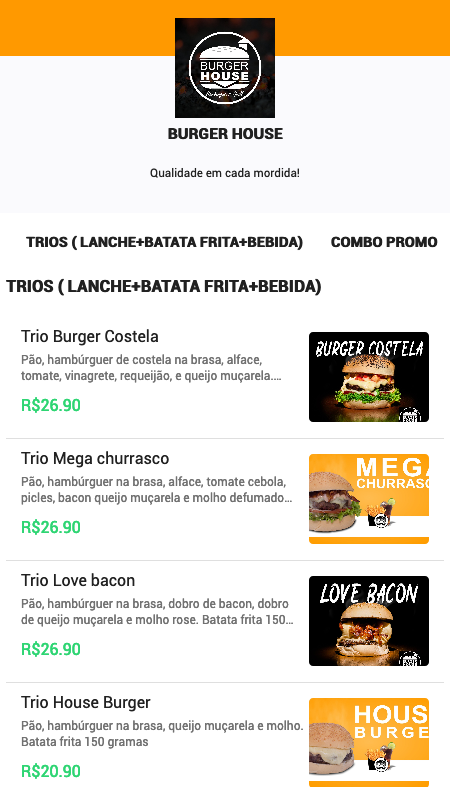 BURGER
HOUSE
BURGER HOUSE
Qualidade em cada mordida!
TRIOS ( LANCHE+BATATA FRITA+BEBIDA)
COMBO PROMO
TRIOS ( LANCHE+BATATA FRITA+BEBIDA)
Trio Burger Costela
Pão, hambúrguer de costela na brasa, alface,
tomate, vinagrete, requeijão, e queijo muçarela....
R$26.90
BURGER COSTELA
Trio Mega churrasco
Pão, hambúrguer na brasa, alface, tomate cebola,
picles, bacon queijo muçarela e molho defumado...
R$26.90
MEGA
CHURRASC
Trio Love bacon
Pão, hambúrguer na brasa, dobro de bacon, dobro
de queijo muçarela e molho rose. Batata frita 150...
R$26.90
LOVE BACON
Trio House Burger
Pão, hambúrguer na brasa, queijo muçarela e molho.
Batata frita 150 gramas
R$20.90
HOUS
BURGE